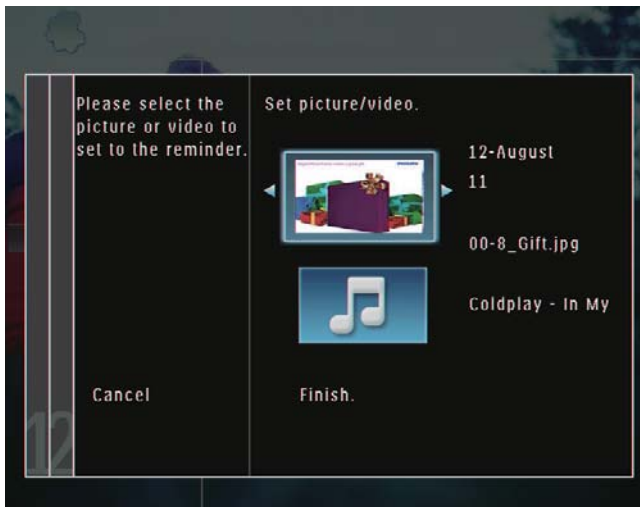 Please select the
picture or video to
set to the reminder.
Set picture/video.
12-August
11
00-8_Gift.jpg
Coldplay - In My
Cancel
Finish.
12